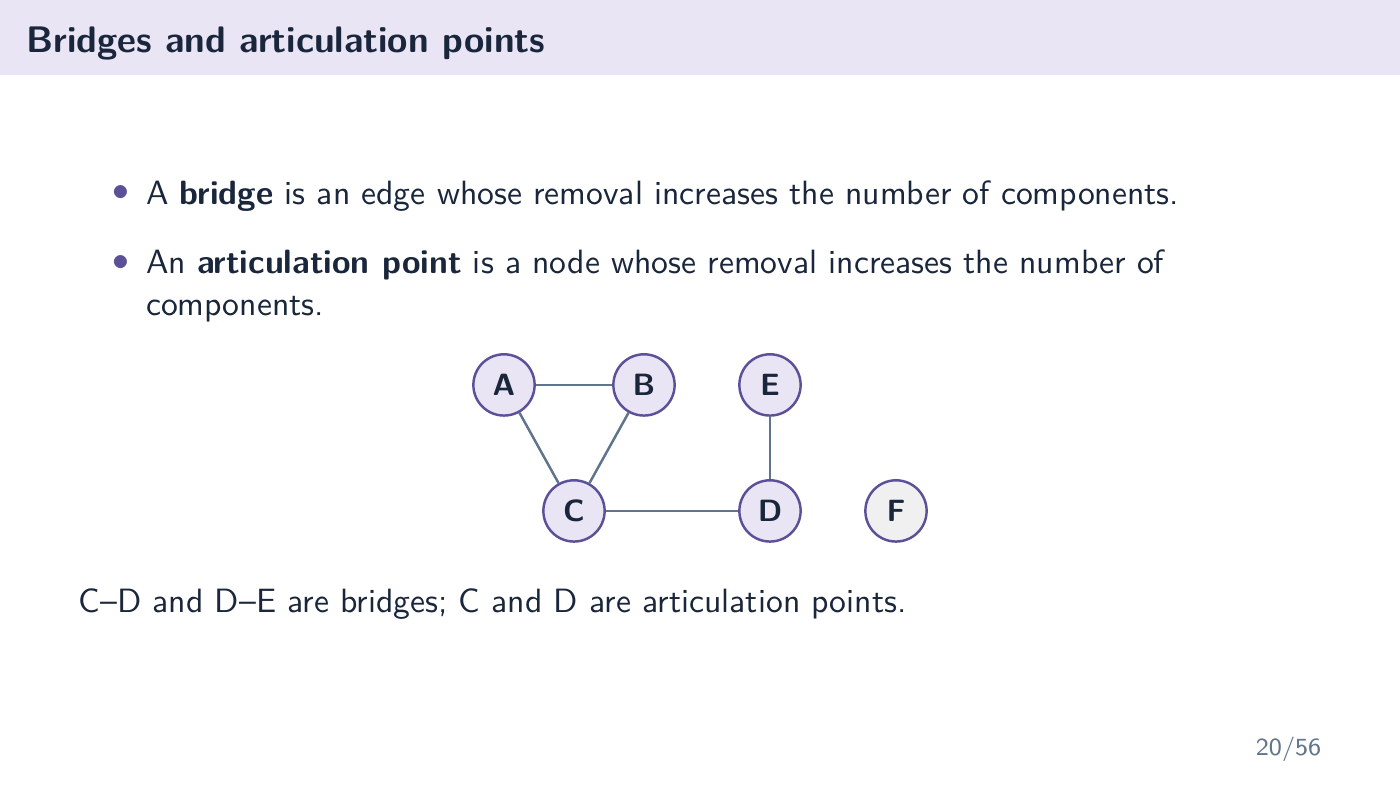 Bridges and articulation points
• A bridge is an edge whose removal increases the number of components.
• An articulation point is a node whose removal increases the number of
components.
A B E
C D F
C–D and D–E are bridges; C and D are articulation points.
20/56